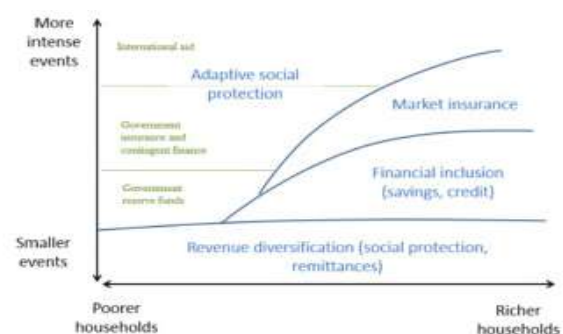 More
intense
events
International aid
Adaptive social
protection
Market insurance
Government
insurance and
contingent finance
Financial inclusion
(savings, credit)
Government
reserve funds
Smaller
events
Revenue diversification (social protection,
remittances)
Poorer
households
Richer
households